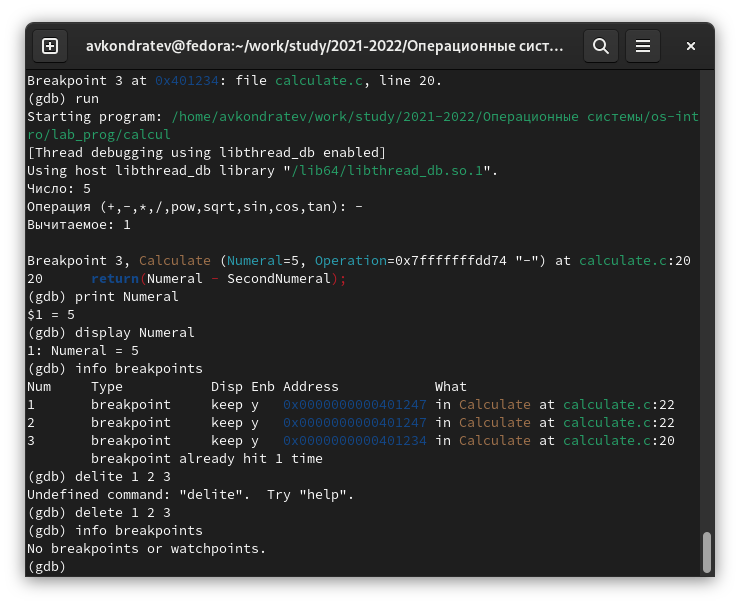 avkondratev@fedora:~/work/study/2021-2022/Операционные сист...
Breakpoint 3 at 0x401234: file calculate.c, line 20.
(gdb) run
Starting program: /home/avkondratev/work/study/2021-2022/Операционные системы/os-int
ro/lab_prog/calcul
[Thread debugging using libthread_db enabled]
Using host libthread_db library "/lib64/libthread_db.so.1".
Число: 5
Операция (+,-,*,/,pow,sqrt,sin,cos,tan): -
Вычитаемое: 1
Breakpoint 3, Calculate (Numeral=5, Operation=0x7fffffffdd74 "-") at calculate.c:20
20      return(Numeral - SecondNumeral);
(gdb) print Numeral
$1 = 5
(gdb) display Numeral
1: Numeral = 5
(gdb) info breakpoints
Num     Type           Disp Enb Address            What
1       breakpoint     keep y   0x0000000000401247 in Calculate at calculate.c:22
2       breakpoint     keep y   0x0000000000401247 in Calculate at calculate.c:22
3       breakpoint     keep y   0x0000000000401234 in Calculate at calculate.c:20
        breakpoint already hit 1 time
(gdb) delite 1 2 3
Undefined command: "delite".  Try "help".
(gdb) delete 1 2 3
(gdb) info breakpoints
No breakpoints or watchpoints.
(gdb)